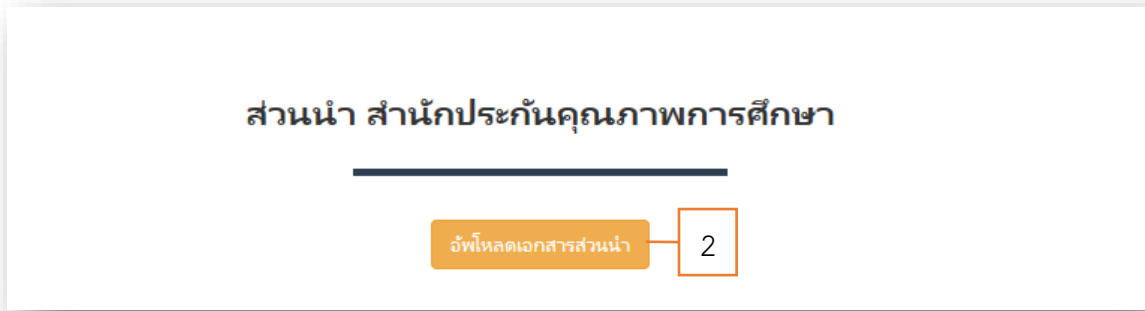 ส่วนนำ สำนักประกันคุณภาพการศึกษา
อัพโหลดเอกสารส่วนนำ
2